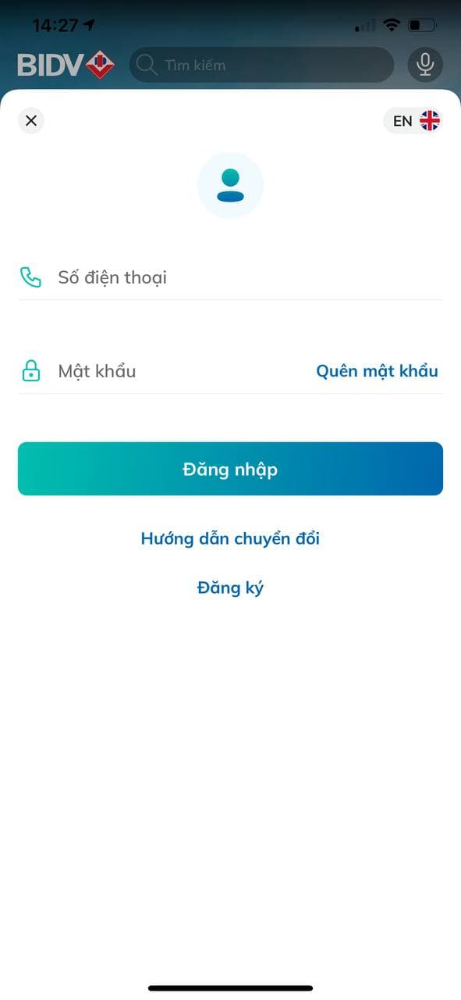 14:27
BIDV
Tìm kiếm
EN
Số điện thoại
Mật khẩu
Quên mật khẩu
Đăng nhập
Hướng dẫn chuyển đổi
Đăng ký